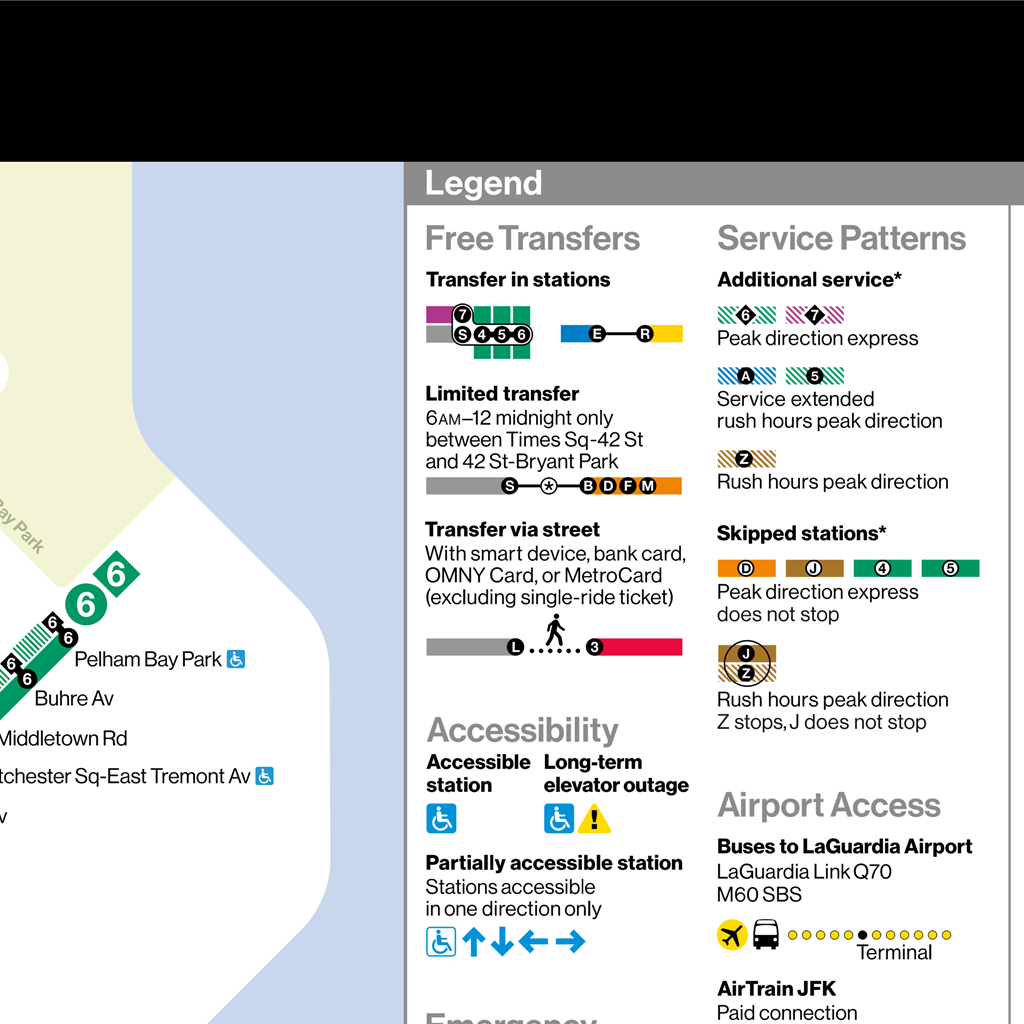 Legend
Free Transfers
Transfer in stations
7
S 4 5 6
E R
Limited transfer
6AM–12 midnight only
between Times Sq-42 St
and 42 St-Bryant Park
S * B D F M
Transfer via street
With smart device, bank card,
OMNY Card, or MetroCard
(excluding single-ride ticket)
L 3
Accessibility
Accessible
station
Long-term
elevator outage
!
Partially accessible station
Stations accessible
in one direction only
Emergency
Service Patterns
Additional service*
6 7
Peak direction express
A 5
Service extended
rush hours peak direction
Z
Rush hours peak direction
Skipped stations*
D J 4 5
Peak direction express
does not stop
J
Z
Rush hours peak direction
Z stops, J does not stop
Airport Access
Buses to LaGuardia Airport
LaGuardia Link Q70
M60 SBS
Terminal
AirTrain JFK
Paid connection
Bay Park
6
6
6
6
Pelham Bay Park
6
6
Buhre Av
Middletown Rd
tchester Sq-East Tremont Av
v